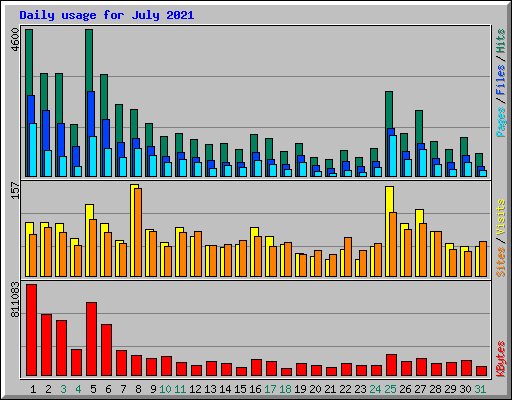 Daily usage for July 2021
4600
Pages / Files / Hits
157
Sites / Visits
811083
KBytes
1 2 3 4 5 6 7 8 9 10 11 12 13 14 15 16 17 18 19 20 21 22 23 24 25 26 27 28 29 30 31